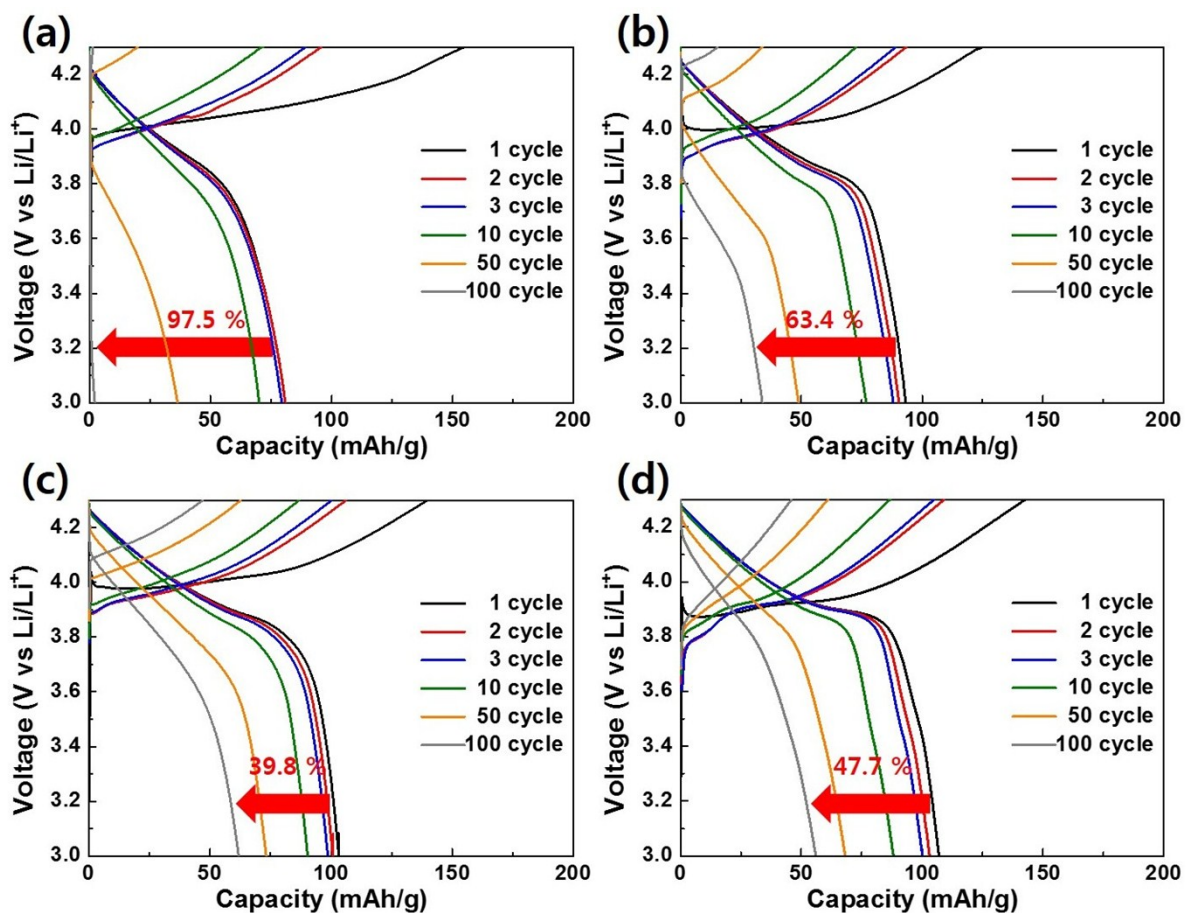 (a)
Voltage (V vs Li/Li⁺)
4.2
4.0
3.8
3.6
3.4
3.2
3.0
1 cycle
2 cycle
3 cycle
10 cycle
50 cycle
100 cycle
97.5 %
0 50 100 150 200
Capacity (mAh/g)
(b)
Voltage (V vs Li/Li⁺)
4.2
4.0
3.8
3.6
3.4
3.2
3.0
1 cycle
2 cycle
3 cycle
10 cycle
50 cycle
100 cycle
63.4 %
0 50 100 150 200
Capacity (mAh/g)
(c)
Voltage (V vs Li/Li⁺)
4.2
4.0
3.8
3.6
3.4
3.2
3.0
1 cycle
2 cycle
3 cycle
10 cycle
50 cycle
100 cycle
39.8 %
0 50 100 150 200
Capacity (mAh/g)
(d)
Voltage (V vs Li/Li⁺)
4.2
4.0
3.8
3.6
3.4
3.2
3.0
1 cycle
2 cycle
3 cycle
10 cycle
50 cycle
100 cycle
47.7 %
0 50 100 150 200
Capacity (mAh/g)